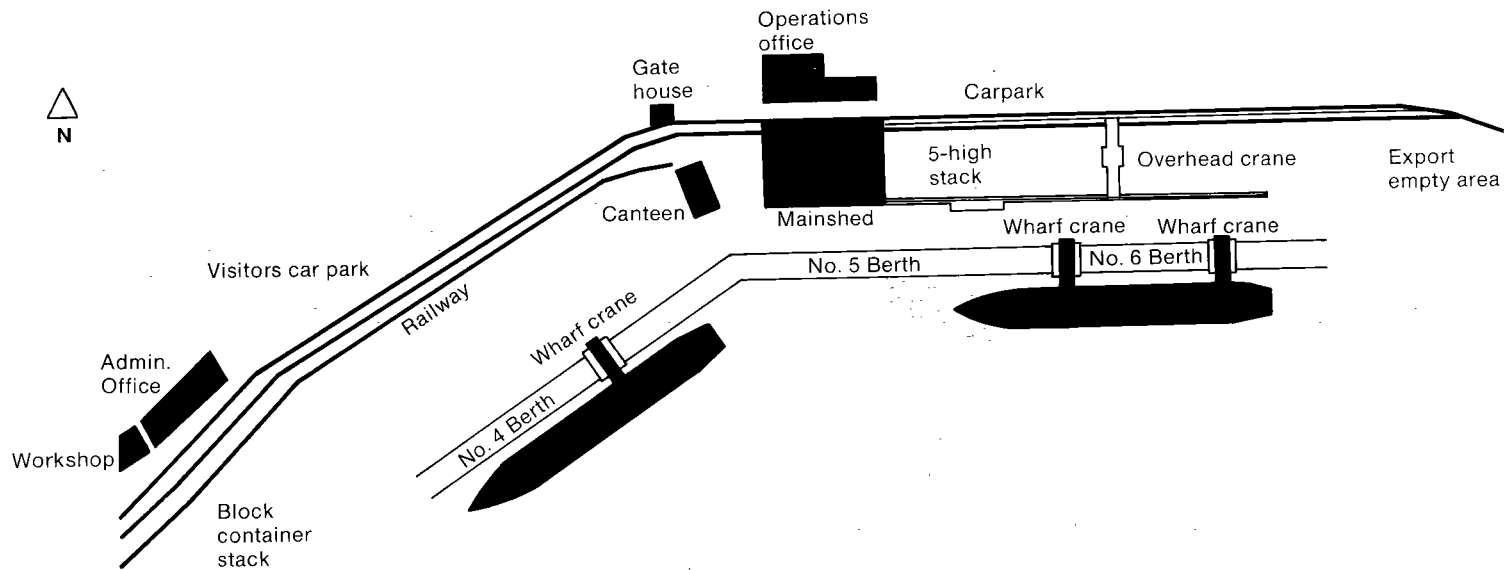 Operations
office
Gate
house
Carpark
N
5-high
stack
Overhead crane
Export
empty area
Canteen
Mainshed
Wharf crane
Wharf crane
Visitors car park
No. 5 Berth
No. 6 Berth
Railway
Wharf crane
Admin.
Office
No. 4 Berth
Workshop
Block
container
stack